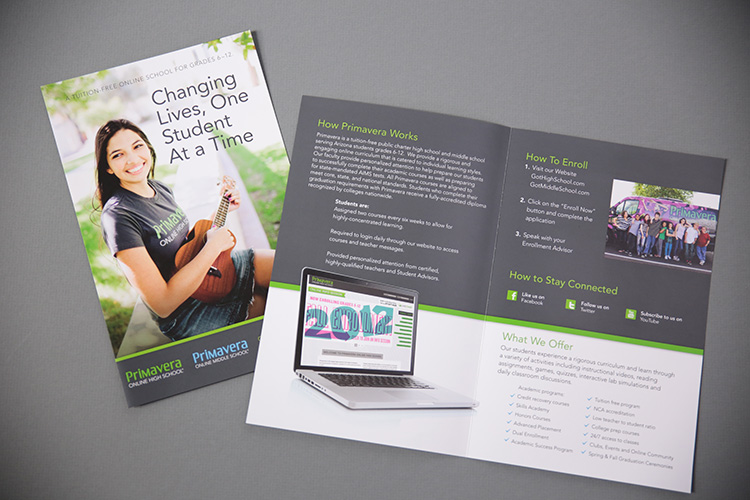 A TUITION-FREE ONLINE SCHOOL FOR GRADES 6–12
Changing
Lives, One
Student
At a Time
Primavera
ONLINE HIGH SCHOOL
Primavera
ONLINE HIGH SCHOOL
Primavera
ONLINE MIDDLE SCHOOL
How Primavera Works
Primavera is a tuition-free public charter high school and middle school
serving Arizona students grades 6-12. We provide a rigorous and
engaging online curriculum that is catered to individual learning styles.
Our faculty provide personalized attention to help prepare our students
to successfully complete their academic courses as well as preparing
for state-mandated AIMS tests. All Primavera courses are aligned to
meet core, state, and national standards. Students who complete their
graduation requirements with Primavera receive a fully-accredited diploma
recognized by colleges nationwide.
Students are:
Assigned two courses every six weeks to allow for
highly-concentrated learning.
Required to login daily through our website to access
courses and teacher messages.
Provided personalized attention from certified,
highly-qualified teachers and Student Advisors.
Primavera
How To Enroll
1. Visit our Website
GotHighSchool.com
GotMiddleSchool.com
2. Click on the "Enroll Now"
button and complete the
application
3. Speak with your
Enrollment Advisor
Primavera
How to Stay Connected
Like us on
Facebook
Follow us on
Twitter
Subscribe to us on
YouTube
What We Offer
Our students experience a rigorous curriculum and learn through
a variety of activities including instructional videos, reading
assignments, games, quizzes, interactive lab simulations and
daily classroom discussions.
Academic programs
✓ Credit recovery courses
✓ Skills Academy
✓ Honors Courses
✓ Advanced Placement
✓ Dual Enrollment
✓ Academic Success Program
✓ Tuition free program
✓ NCA accreditation
✓ Low teacher to student ratio
✓ College prep courses
✓ 24/7 access to classes
✓ Clubs, Events and Online Community
✓ Spring & Fall Graduation Ceremonies